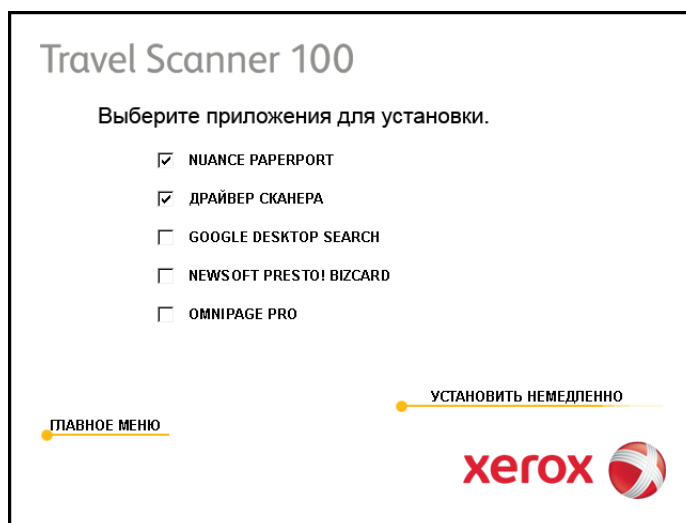 Travel Scanner 100
Выберите приложения для установки.
NUANCE PAPERPORT
ДРАЙВЕР СКАНЕРА
GOOGLE DESKTOP SEARCH
NEWSOFT PRESTO! BIZCARD
OMNIPAGE PRO
УСТАНОВИТЬ НЕМЕДЛЕННО
ГЛАВНОЕ МЕНЮ
xerox